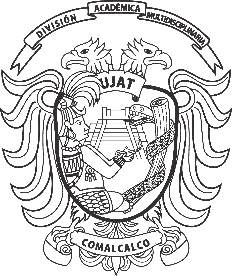 DIVISIÓN ACADÉMICA MULTIDISCIPLINARIA
UJAT
COMALCALCO